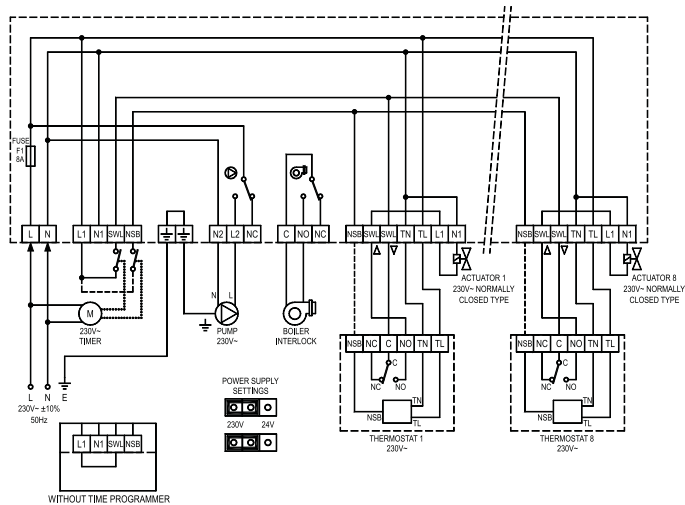 FUSE
F1
8A
L N L1 N1 SWL NSB N2 L2 NC C NO NC NSB SWL SWL TN TL L1 N1 NSB SWL SWL TN TL L1 N1
ACTUATOR 1
230V~ NORMALLY
CLOSED TYPE
ACTUATOR 8
230V~ NORMALLY
CLOSED TYPE
M
230V~
TIMER
N L
PUMP
230V~
BOILER
INTERLOCK
NSB NC C NO TN TL
C
NC NO
TN
NSB TL
THERMOSTAT 1
230V~
NSB NC C NO TN TL
C
NC NO
TN
NSB TL
THERMOSTAT 8
230V~
L N E
230V~ ±10%
50Hz
POWER SUPPLY
SETTINGS
230V 24V
L1 N1 SWL NSB
WITHOUT TIME PROGRAMMER